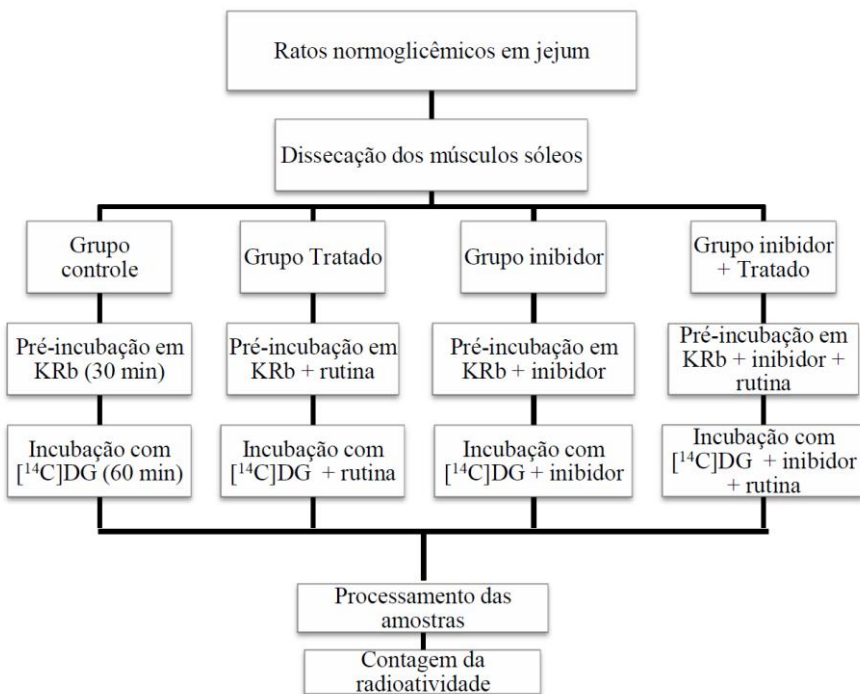 Ratos normoglicêmicos em jejum
Dissecação dos músculos sóleos
Grupo
controle
Grupo Tratado
Grupo inibidor
Grupo inibidor
+ Tratado
Pré-incubação em
KRb (30 min)
Pré-incubação em
KRb + rutina
Pré-incubação em
KRb + inibidor
Pré-incubação em
KRb + inibidor +
rutina
Incubação com
[¹⁴C]DG (60 min)
Incubação com
[¹⁴C]DG + rutina
Incubação com
[¹⁴C]DG + inibidor
Incubação com
[¹⁴C]DG + inibidor
+ rutina
Processamento das
amostras
Contagem da
radioatividade